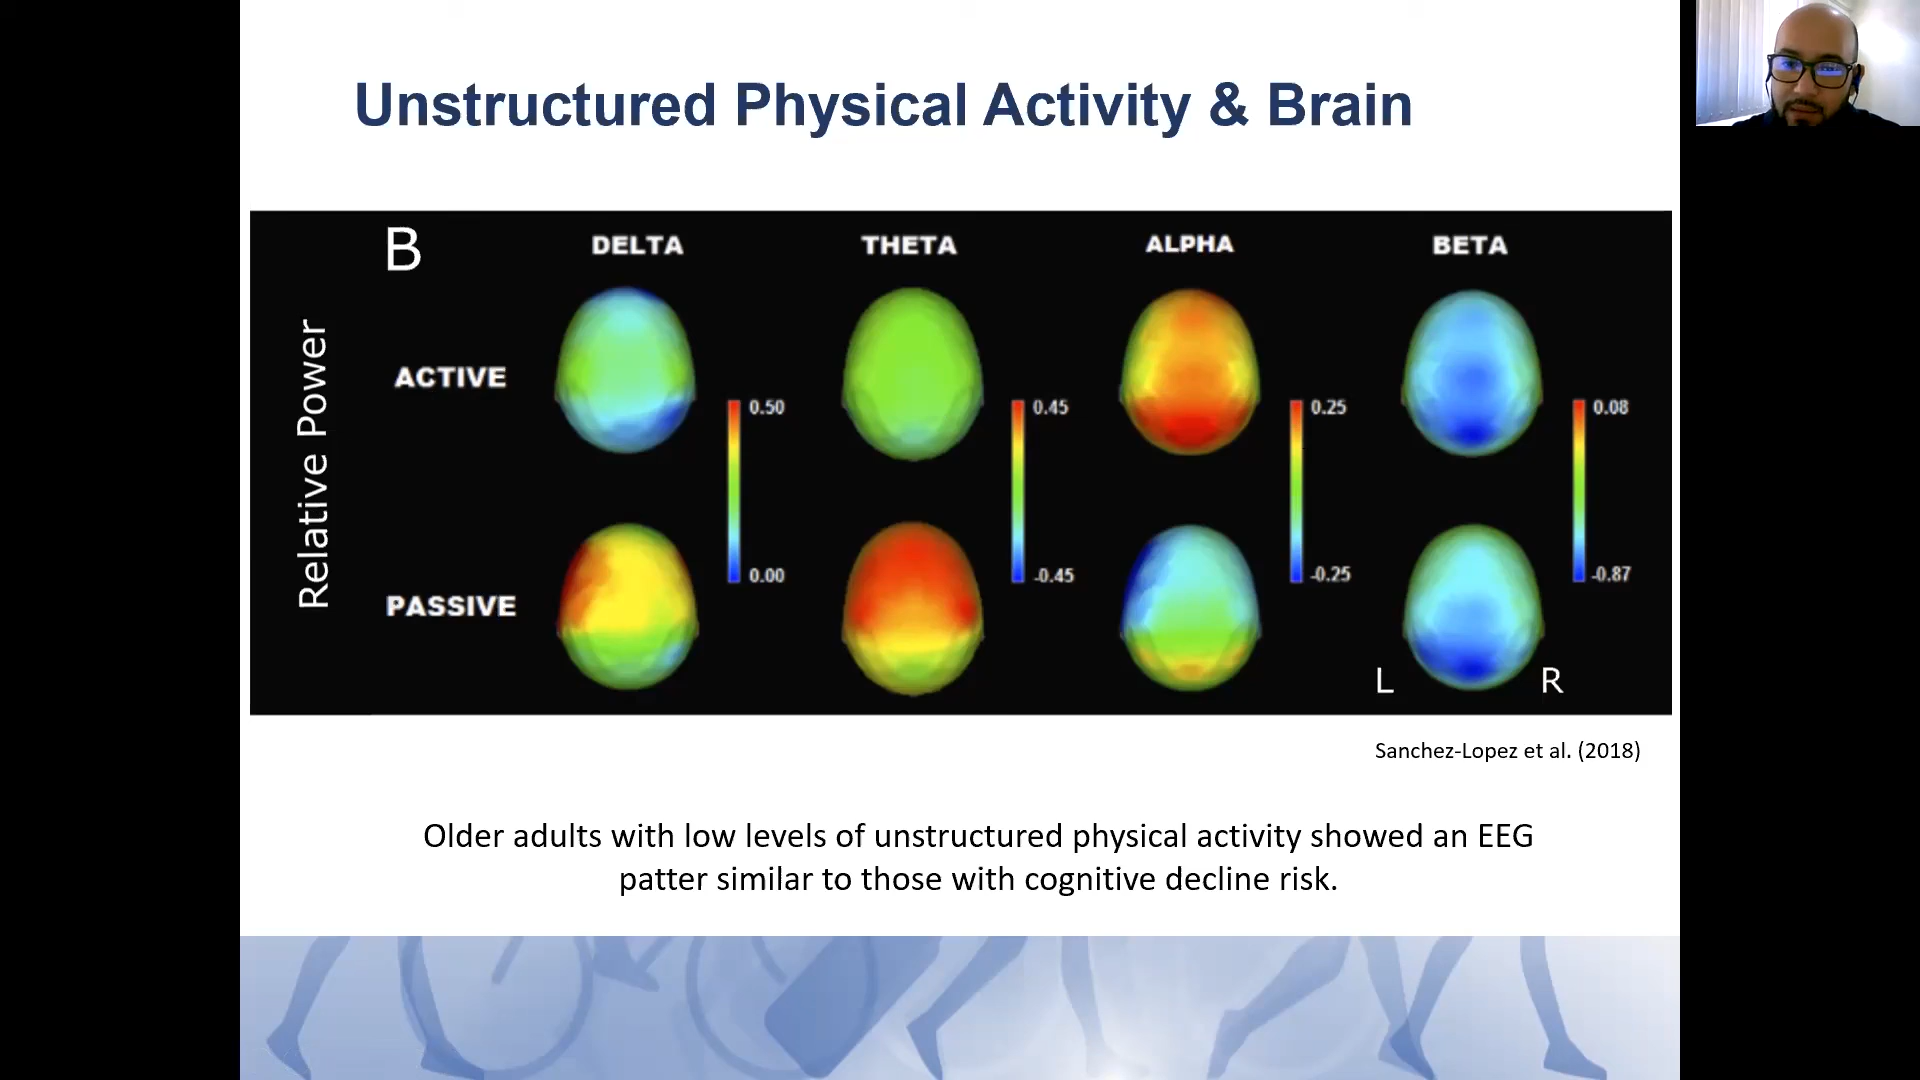 Unstructured Physical Activity & Brain
B
DELTA
THETA
ALPHA
BETA
Relative Power
ACTIVE
0.50
0.45
0.25
0.08
0.00
-0.45
-0.25
-0.87
PASSIVE
L
R
Sanchez-Lopez et al. (2018)
Older adults with low levels of unstructured physical activity showed an EEG
patter similar to those with cognitive decline risk.